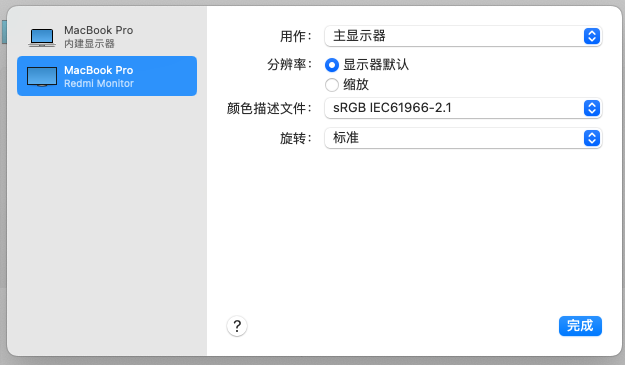 MacBook Pro
内建显示器
MacBook Pro
Redmi Monitor
用作： 主显示器
分辨率： 显示器默认
缩放
颜色描述文件： sRGB IEC61966-2.1
旋转： 标准
?
完成